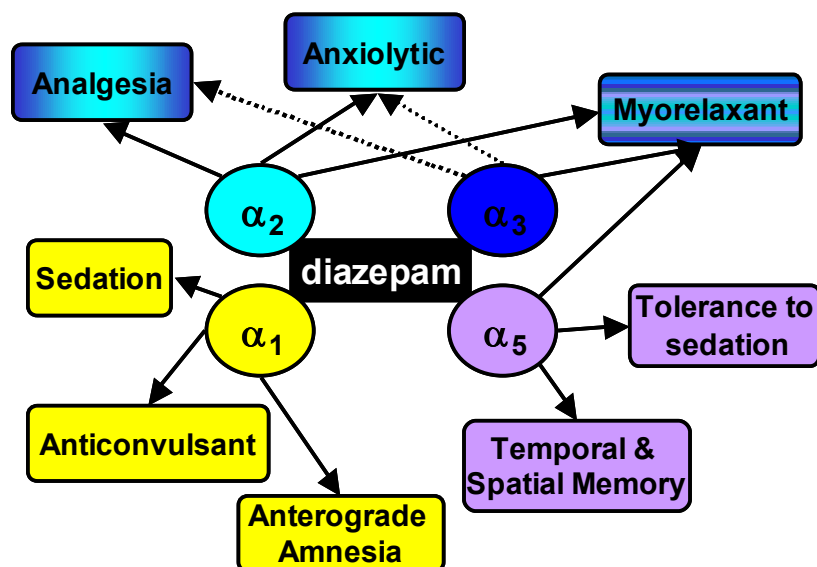 Analgesia
Anxiolytic
Myorelaxant
α2
α3
Sedation
diazepam
α1
α5
Tolerance to
sedation
Anticonvulsant
Temporal &
Spatial Memory
Anterograde
Amnesia